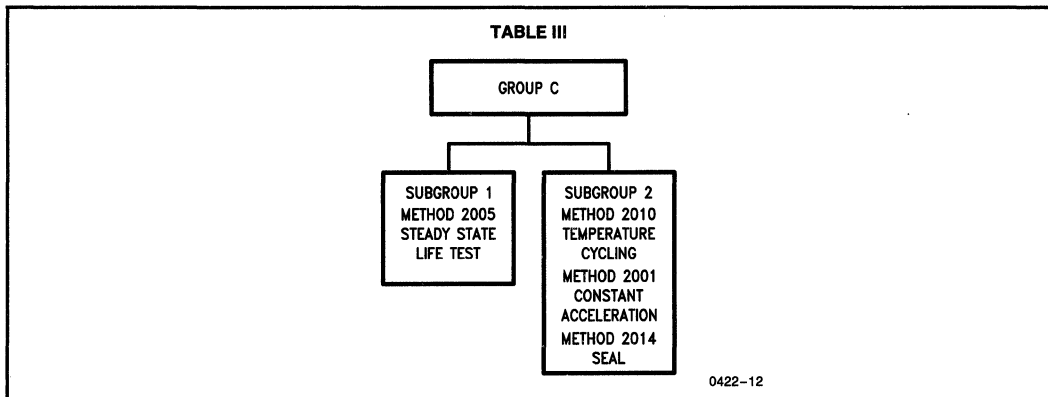 TABLE III
GROUP C
SUBGROUP 1
METHOD 2005
STEADY STATE
LIFE TEST
SUBGROUP 2
METHOD 2010
TEMPERATURE
CYCLING
METHOD 2001
CONSTANT
ACCELERATION
METHOD 2014
SEAL
0422–12